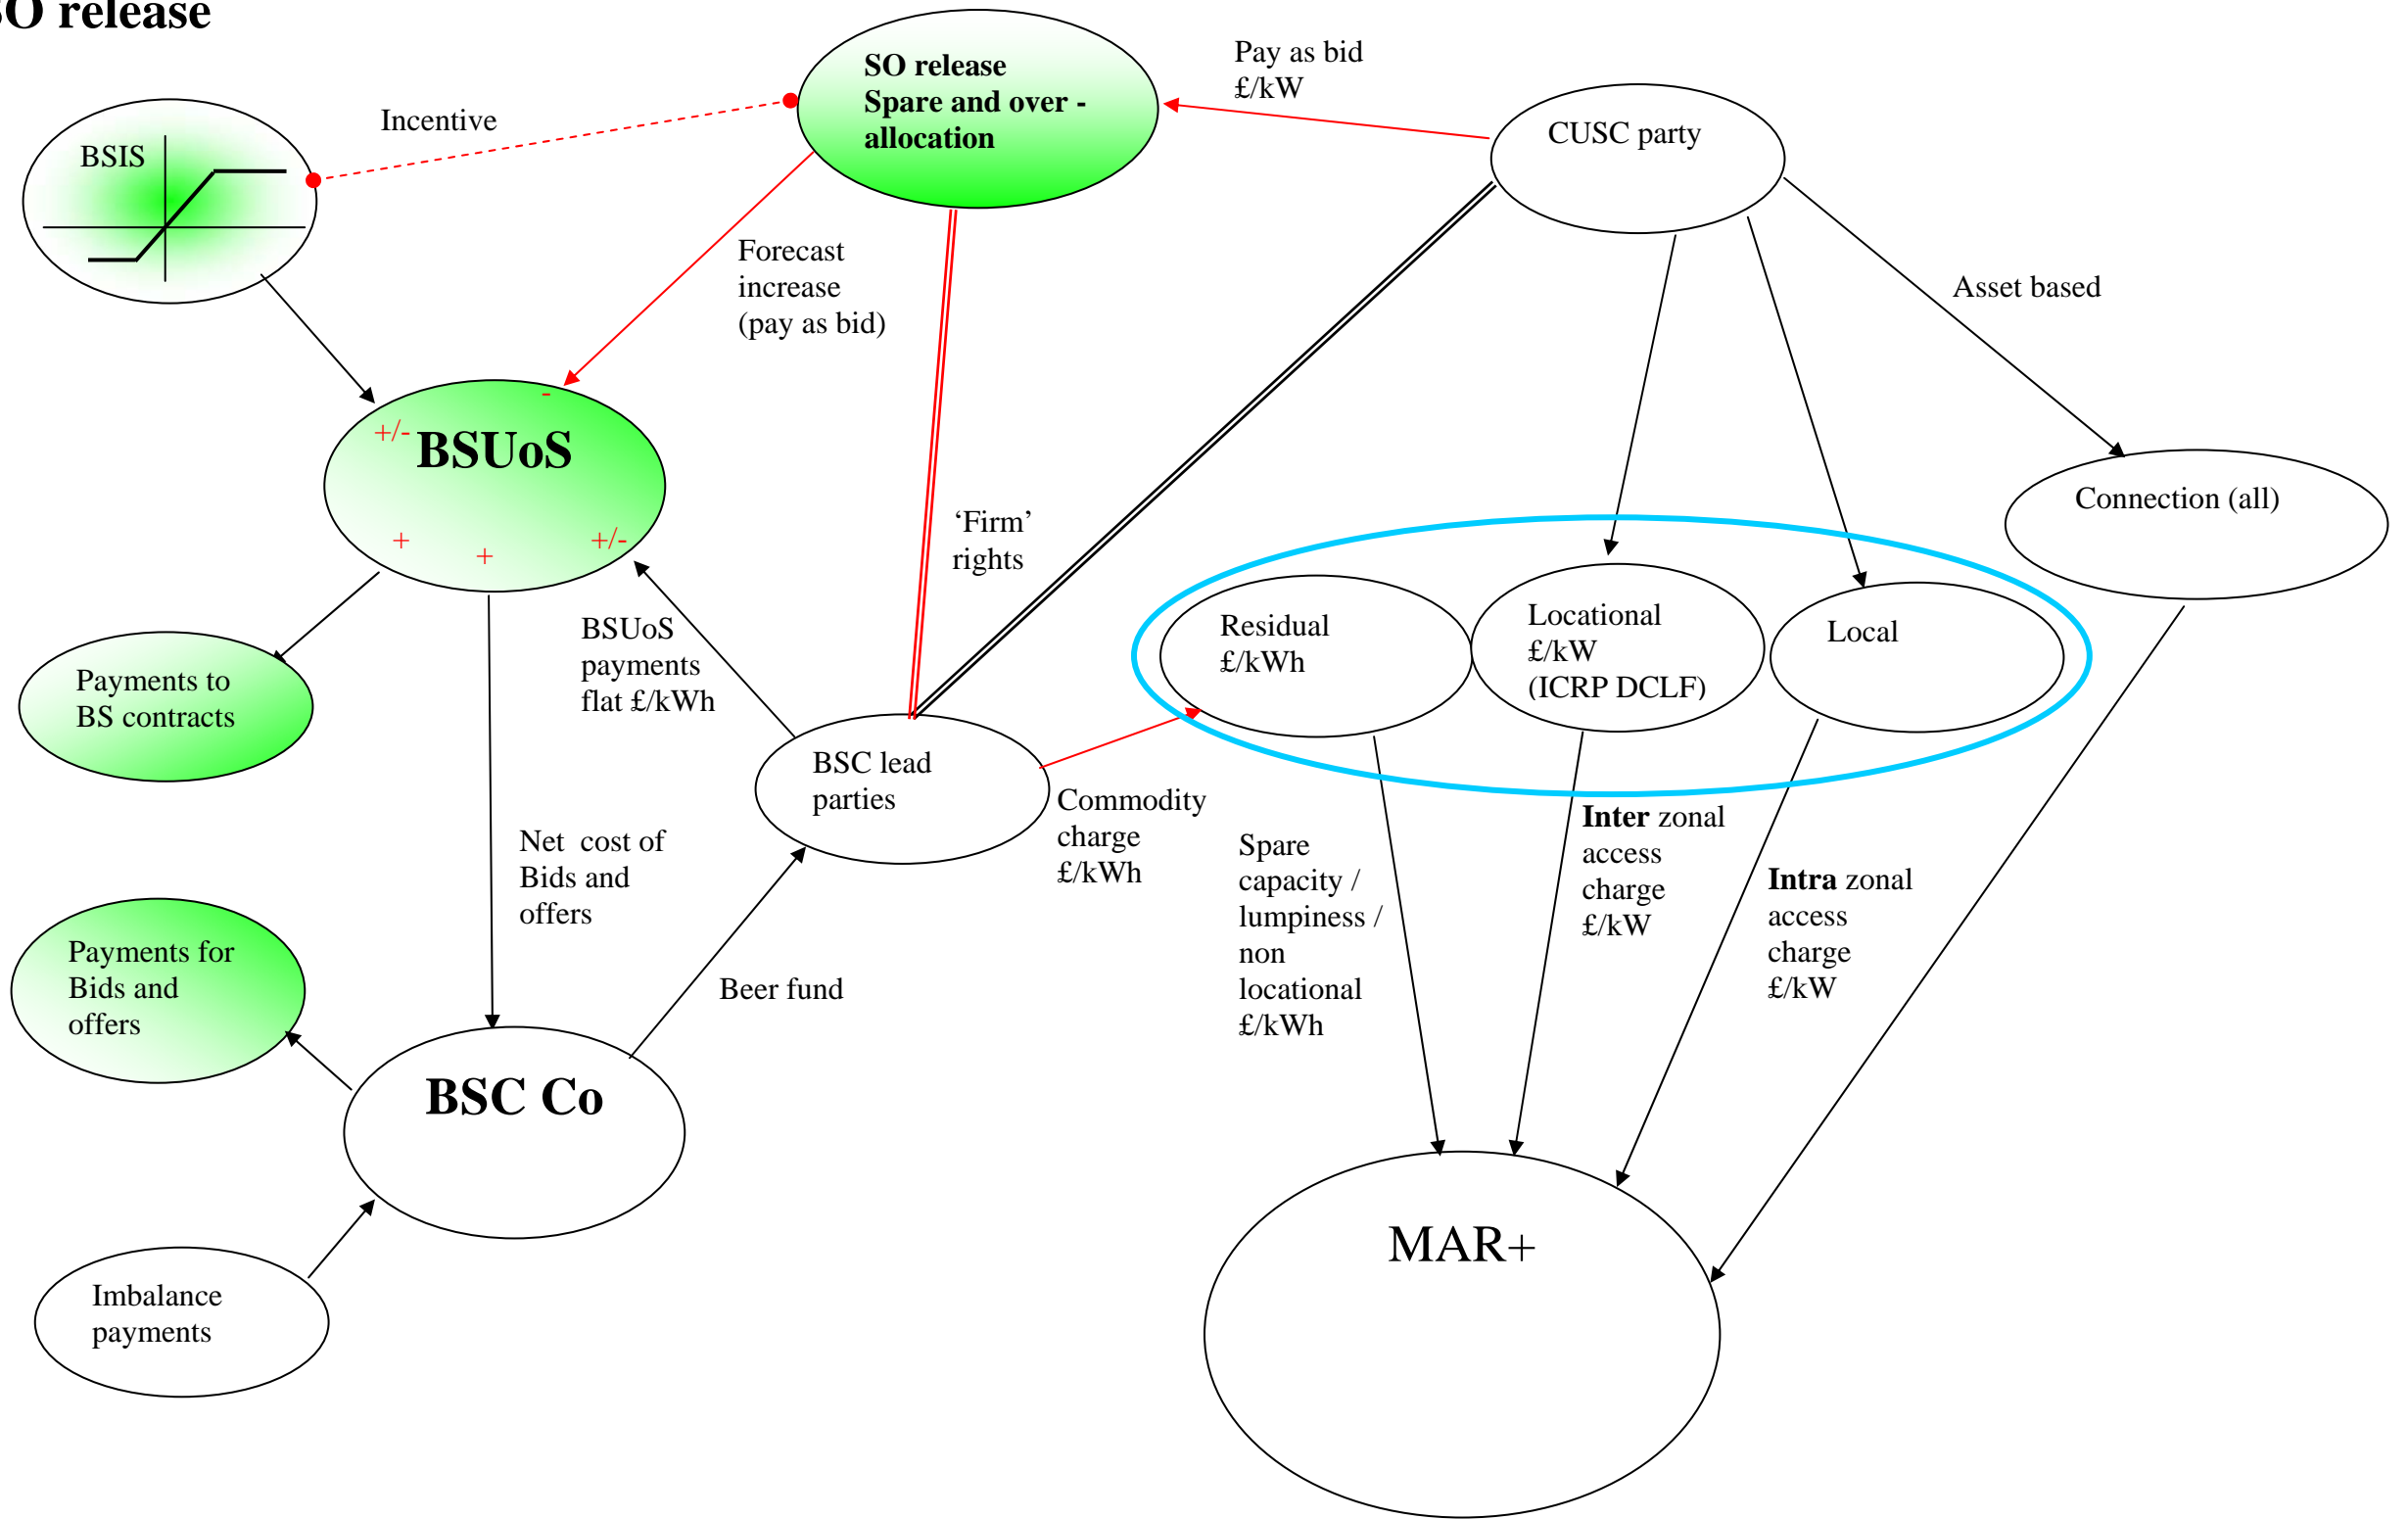 SO release
SO release
Spare and over -
allocation
Pay as bid
£/kW
CUSC party
Incentive
BSIS
Forecast
increase
(pay as bid)
Asset based
-
+/-
BSUoS
+
+
+/-
‘Firm’
rights
Connection (all)
Residual
£/kWh
Locational
£/kW
(ICRP DCLF)
Local
BSUoS
payments
flat £/kWh
Payments to
BS contracts
BSC lead
parties
Commodity
charge
£/kWh
Net cost of
Bids and
offers
Spare
capacity /
lumpiness /
non
locational
£/kWh
Inter zonal
access
charge
£/kW
Intra zonal
access
charge
£/kW
Payments for
Bids and
offers
Beer fund
BSC Co
MAR+
Imbalance
payments